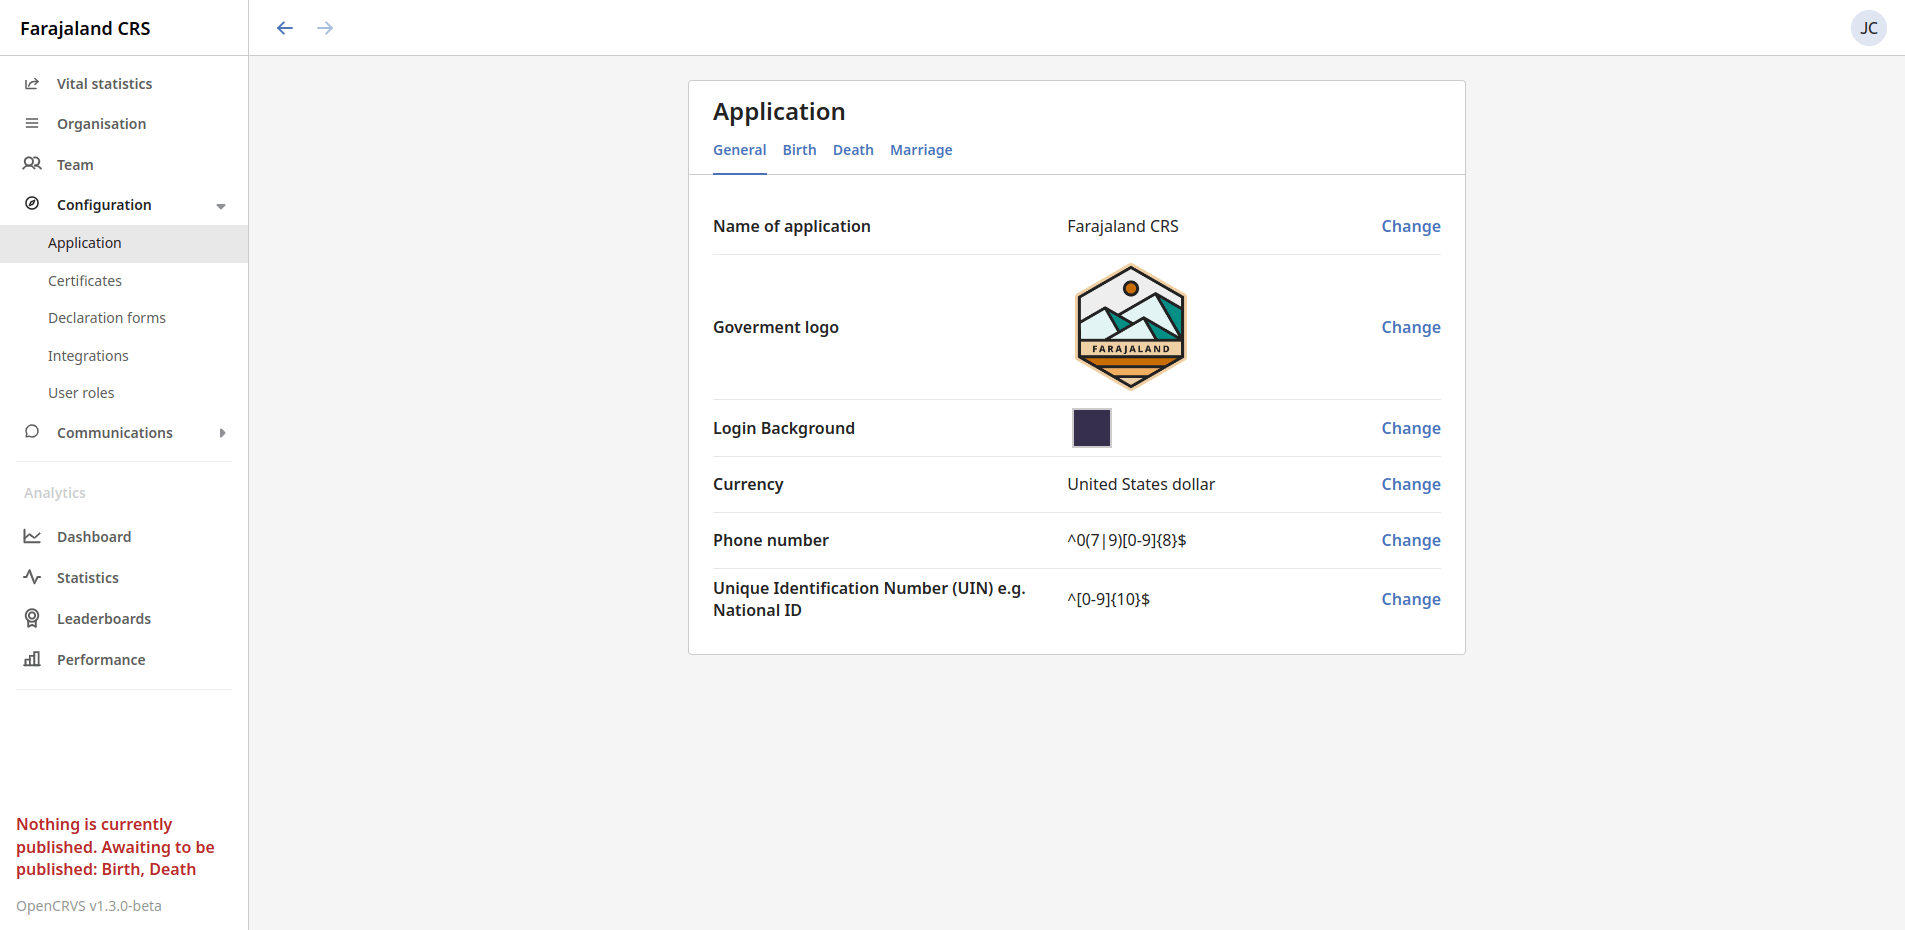 Farajaland CRS
JC
Vital statistics
Organisation
Team
Configuration
Application
Certificates
Declaration forms
Integrations
User roles
Communications
Analytics
Dashboard
Statistics
Leaderboards
Performance
Nothing is currently
published. Awaiting to be
published: Birth, Death
OpenCRVS v1.3.0-beta
Application
General Birth Death Marriage
Name of application Farajaland CRS Change
Goverment logo FARAJALAND Change
Login Background Change
Currency United States dollar Change
Phone number ^0(7|9)[0-9]{8}$ Change
Unique Identification Number (UIN) e.g.
National ID ^[0-9]{10}$ Change